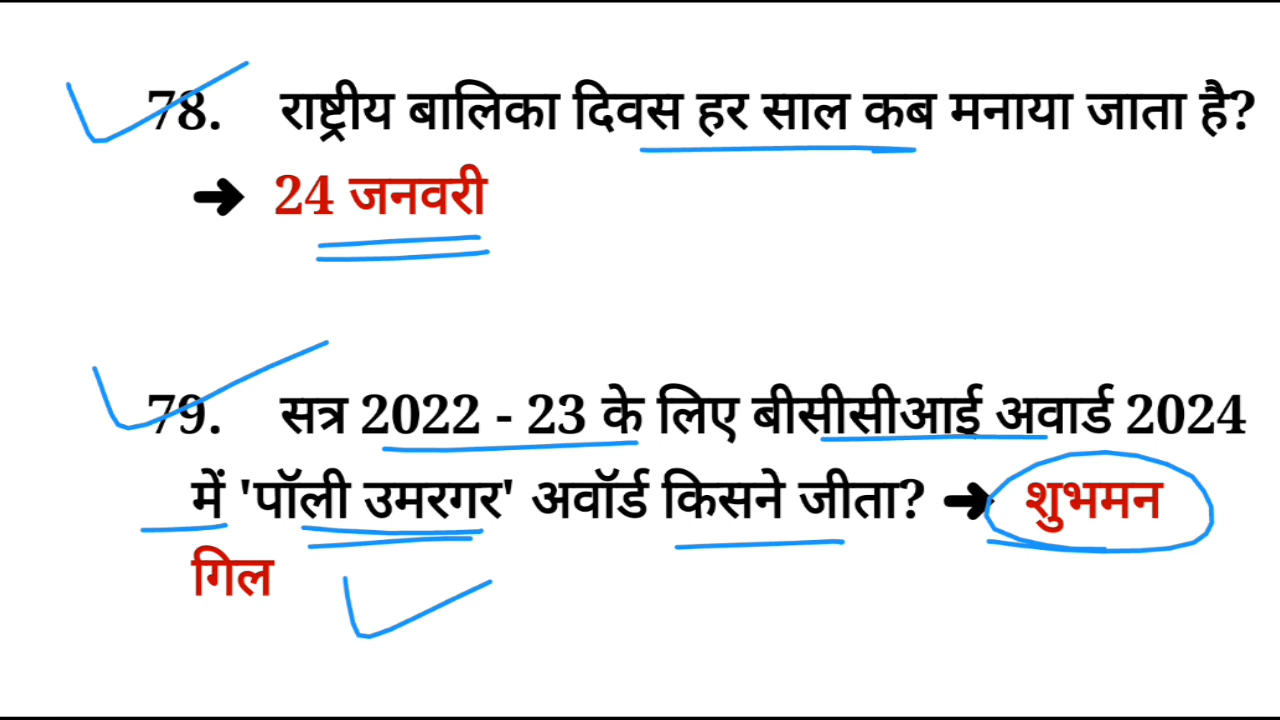 78. राष्ट्रीय बालिका दिवस हर साल कब मनाया जाता है?
➔ 24 जनवरी
79. सत्र 2022 - 23 के लिए बीसीसीआई अवार्ड 2024
में 'पॉली उमरगर' अवॉर्ड किसने जीता? ➔ शुभमन
गिल